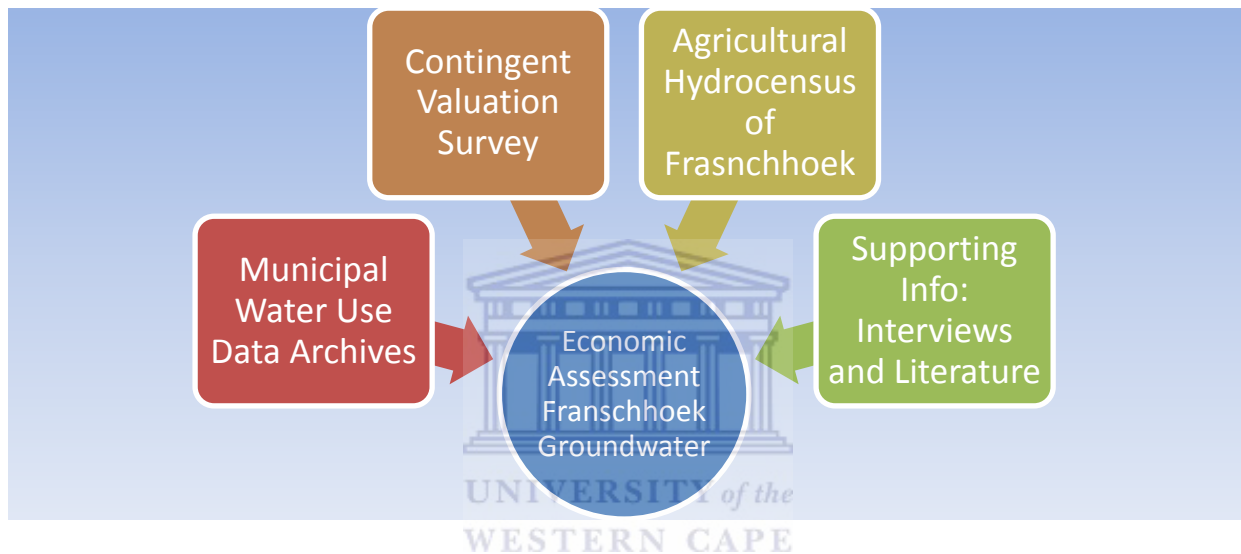 Contingent
Valuation
Survey
Agricultural
Hydrocensus
of
Frasnchhoek
Municipal
Water Use
Data Archives
Supporting
Info:
Interviews
and Literature
Economic
Assessment
Franschhoek
Groundwater
UNIVERSITY of the
WESTERN CAPE